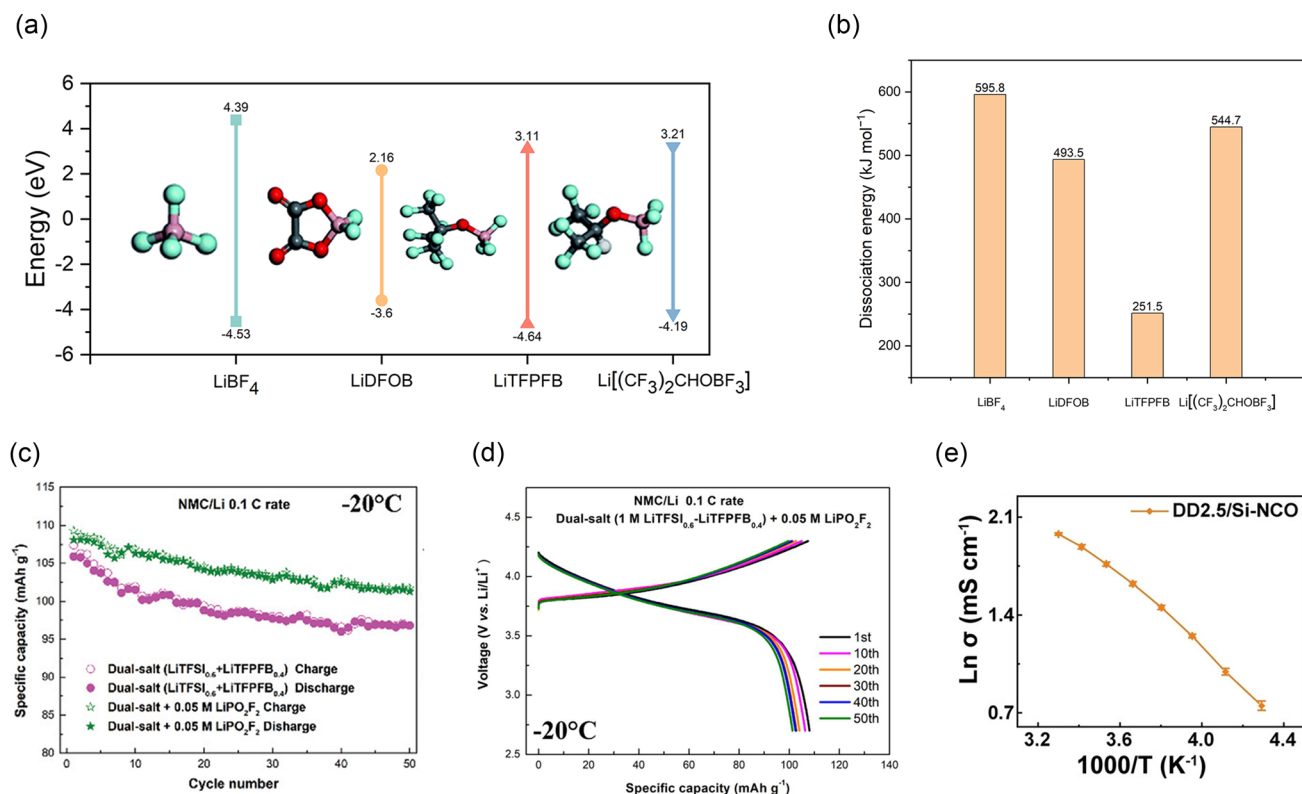 (a)
6
4
2
0
-2
-4
-6
Energy (eV)
4.39
-4.53
2.16
-3.6
3.11
-4.64
3.21
-4.19
LiBF4
LiDFOB
LiTFPFB
Li[(CF3)2CHOBF3]
(b)
600
500
400
300
200
Dissociation energy (kJ mol−1)
595.8
493.5
251.5
544.7
LiBF4
LiDFOB
LiTFPFB
Li[(CF3)2CHOBF3]
(c)
115
110
105
100
95
90
85
80
Specific capacity (mAh g-1)
NMC/Li 0.1 C rate
-20°C
Dual-salt (LiTFSI0.6+LiTFPFB0.4) Charge
Dual-salt (LiTFSI0.6+LiTFPFB0.4) Discharge
Dual-salt + 0.05 M LiPO2F2 Charge
Dual-salt + 0.05 M LiPO2F2 Disharge
0 10 20 30 40 50
Cycle number
(d)
4.5
4.0
3.5
3.0
2.5
Voltage (V vs. Li/Li+)
NMC/Li 0.1 C rate
Dual-salt (1 M LiTFSI0.6-LiTFPFB0.4) + 0.05 M LiPO2F2
1st
10th
20th
30th
40th
50th
-20°C
0 20 40 60 80 100 120 140
Specific capacity (mAh g-1)
(e)
2.1
1.4
0.7
Ln σ (mS cm-1)
DD2.5/Si-NCO
3.2 3.6 4.0 4.4
1000/T (K-1)